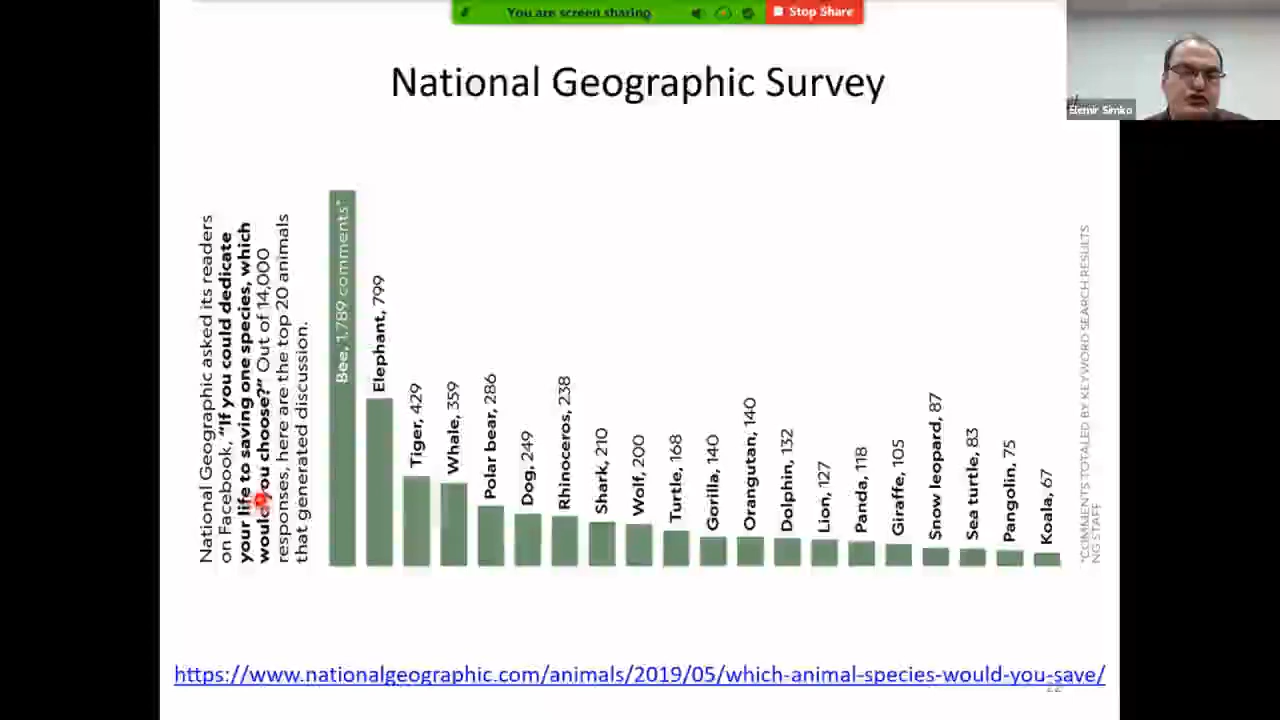 You are screen sharing
Stop Share
Elemir Simko
National Geographic Survey
National Geographic asked its readers
on Facebook, "If you could dedicate
your life to saving one species, which
would you choose?" Out of 14,000
responses, here are the top 20 animals
that generated discussion.
Bee, 1,789 comments*
Elephant, 799
Tiger, 429
Whale, 359
Polar bear, 286
Dog, 249
Rhinoceros, 238
Shark, 210
Wolf, 200
Turtle, 168
Gorilla, 140
Orangutan, 140
Dolphin, 132
Lion, 127
Panda, 118
Giraffe, 105
Snow leopard, 87
Sea turtle, 83
Pangolin, 75
Koala, 67
*COMMENTS TOTALED BY KEYWORD SEARCH RESULTS
NG STAFF
https://www.nationalgeographic.com/animals/2019/05/which-animal-species-would-you-save/
22